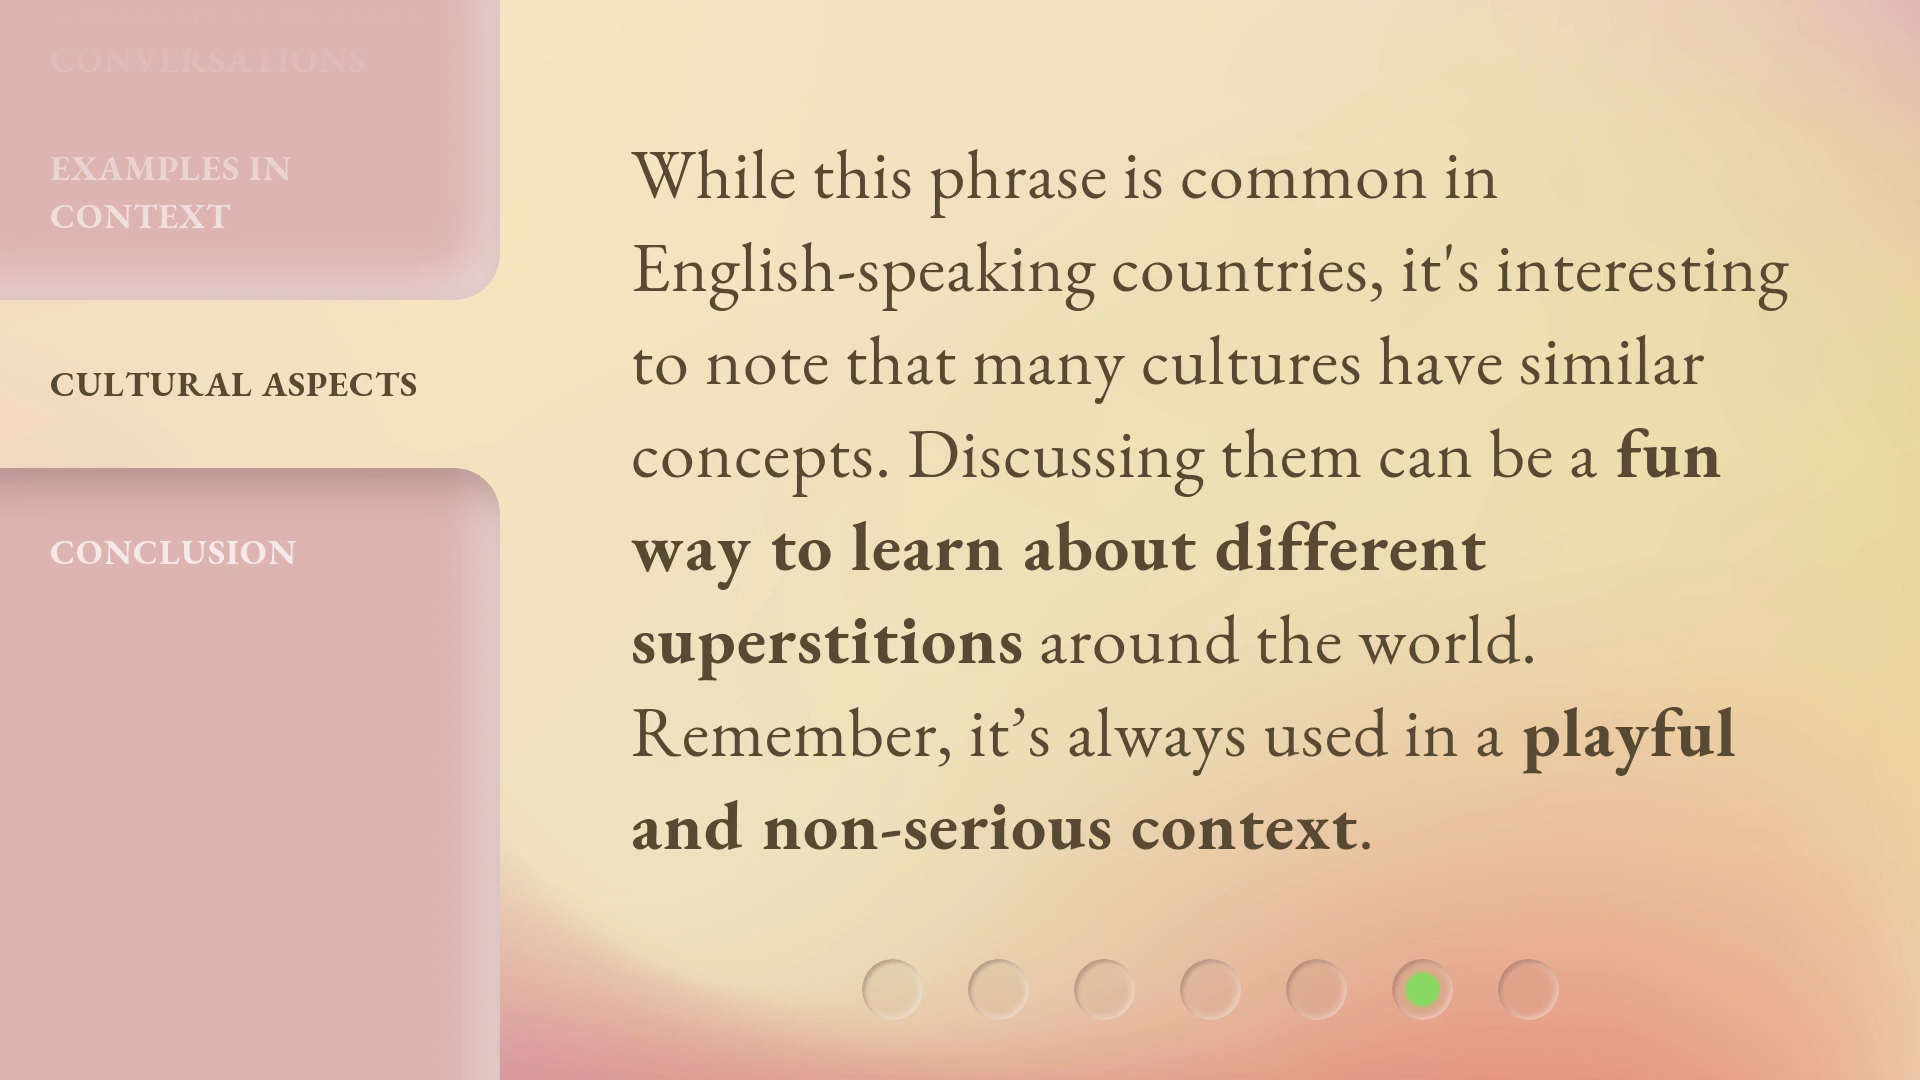 CONVERSATIONS
EXAMPLES IN
CONTEXT
CULTURAL ASPECTS
CONCLUSION
While this phrase is common in
English-speaking countries, it's interesting
to note that many cultures have similar
concepts. Discussing them can be a fun
way to learn about different
superstitions around the world.
Remember, it’s always used in a playful
and non-serious context.